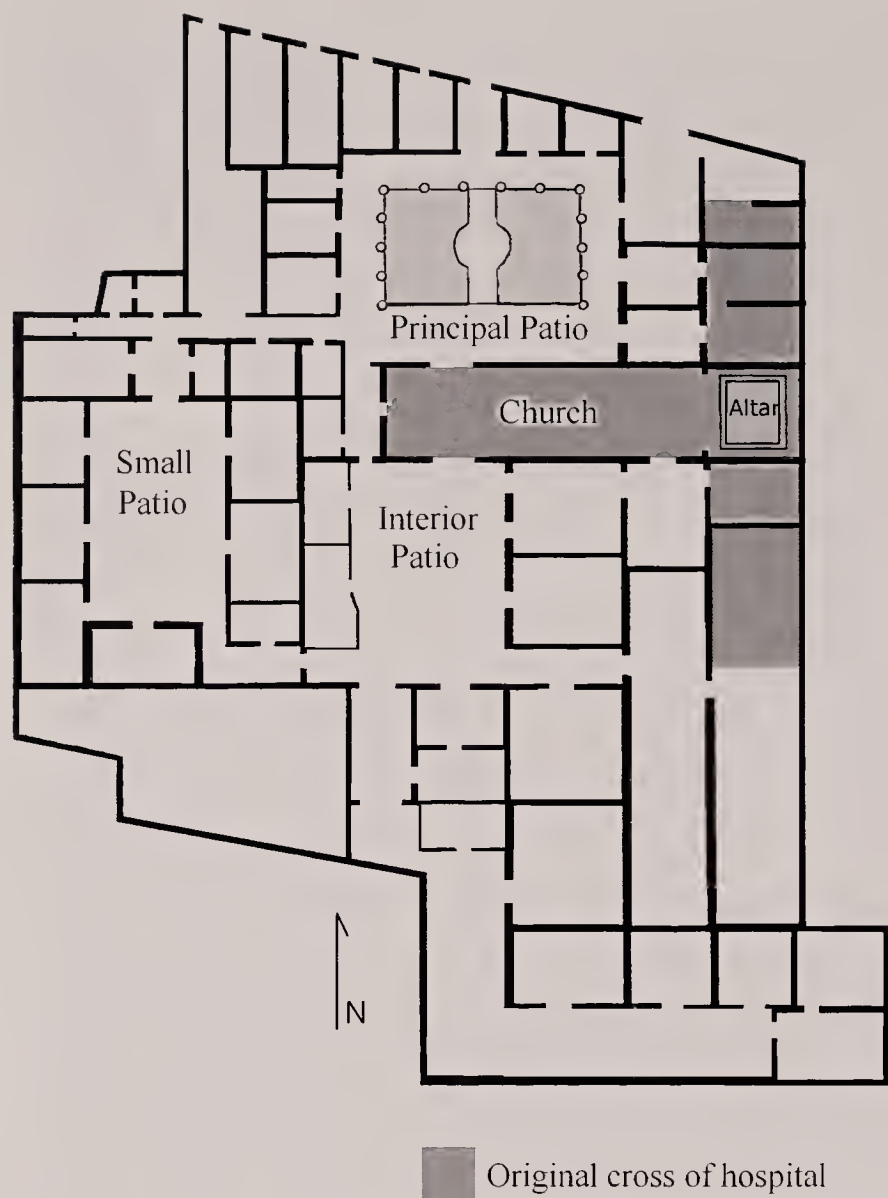 Principal Patio
Church
Altar
Small
Patio
Interior
Patio
N
Original cross of hospital